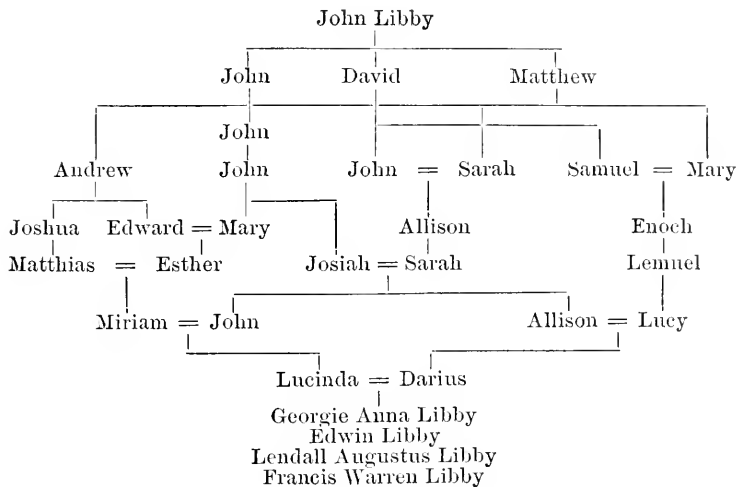 John Libby
John David Matthew
John
Andrew John John = Sarah Samuel = Mary
Joshua Edward = Mary Allison Enoch
Matthias = Esther Josiah = Sarah Lemuel
Miriam = John Allison = Lucy
Lucinda = Darius
Georgie Anna Libby
Edwin Libby
Lendall Augustus Libby
Francis Warren Libby